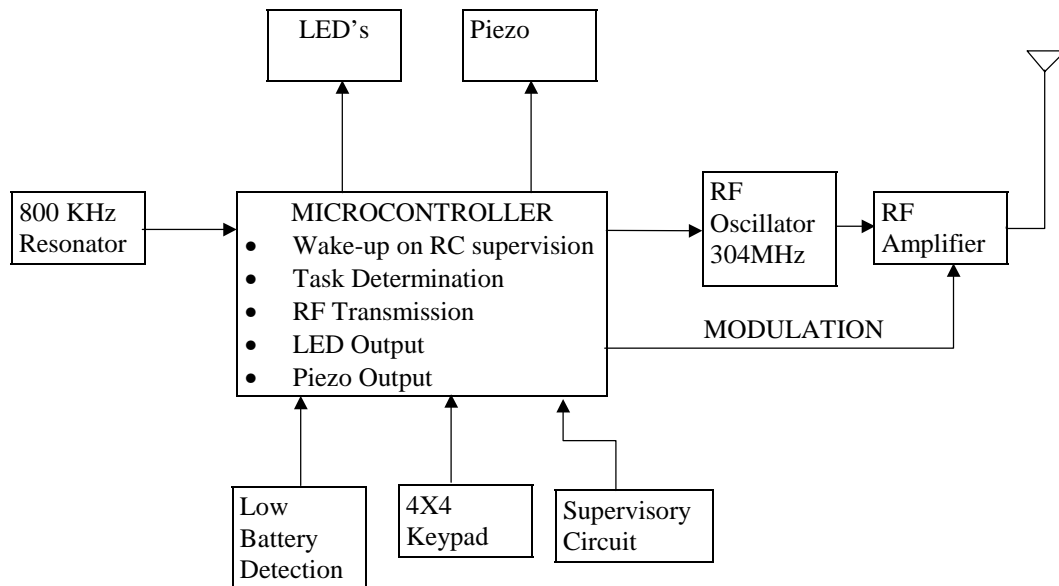 LED's
Piezo
800 KHz
Resonator
MICROCONTROLLER
• Wake-up on RC supervision
• Task Determination
• RF Transmission
• LED Output
• Piezo Output
RF
Oscillator
304MHz
RF
Amplifier
MODULATION
Low
Battery
Detection
4X4
Keypad
Supervisory
Circuit